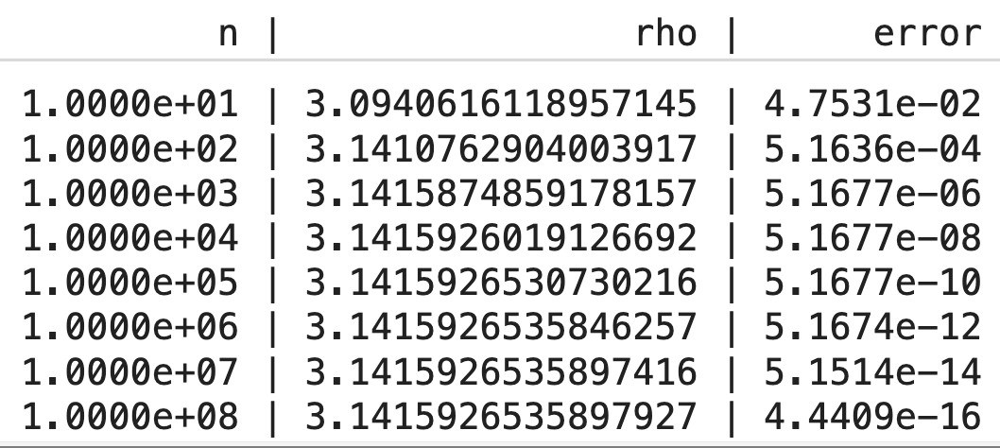 n | rho | error
1.0000e+01 | 3.0940616118957145 | 4.7531e−02
1.0000e+02 | 3.1410762904003917 | 5.1636e−04
1.0000e+03 | 3.1415874859178157 | 5.1677e−06
1.0000e+04 | 3.1415926019126692 | 5.1677e−08
1.0000e+05 | 3.1415926530730216 | 5.1677e−10
1.0000e+06 | 3.1415926535846257 | 5.1674e−12
1.0000e+07 | 3.1415926535897416 | 5.1514e−14
1.0000e+08 | 3.1415926535897927 | 4.4409e−16